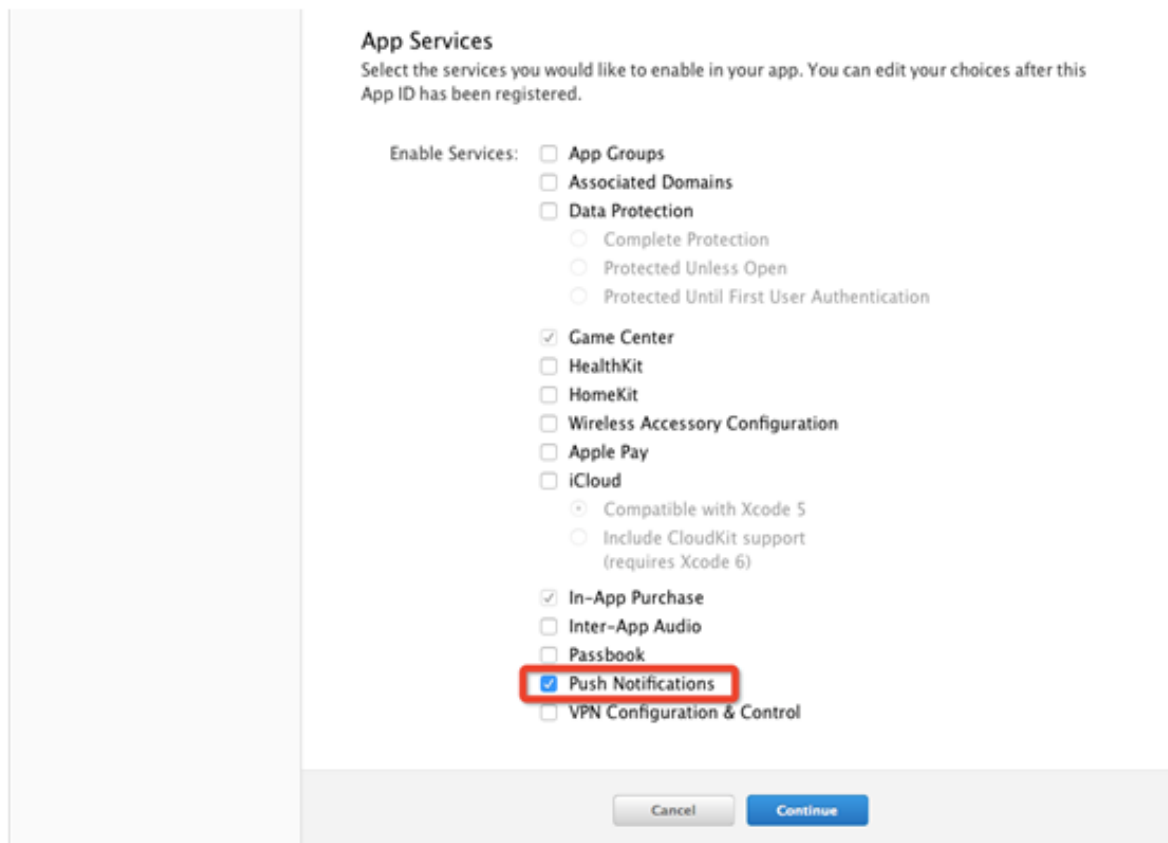 App Services
Select the services you would like to enable in your app. You can edit your choices after this
App ID has been registered.
Enable Services:
App Groups
Associated Domains
Data Protection
Complete Protection
Protected Unless Open
Protected Until First User Authentication
Game Center
HealthKit
HomeKit
Wireless Accessory Configuration
Apple Pay
iCloud
Compatible with Xcode 5
Include CloudKit support
(requires Xcode 6)
In-App Purchase
Inter-App Audio
Passbook
Push Notifications
VPN Configuration & Control
Cancel
Continue